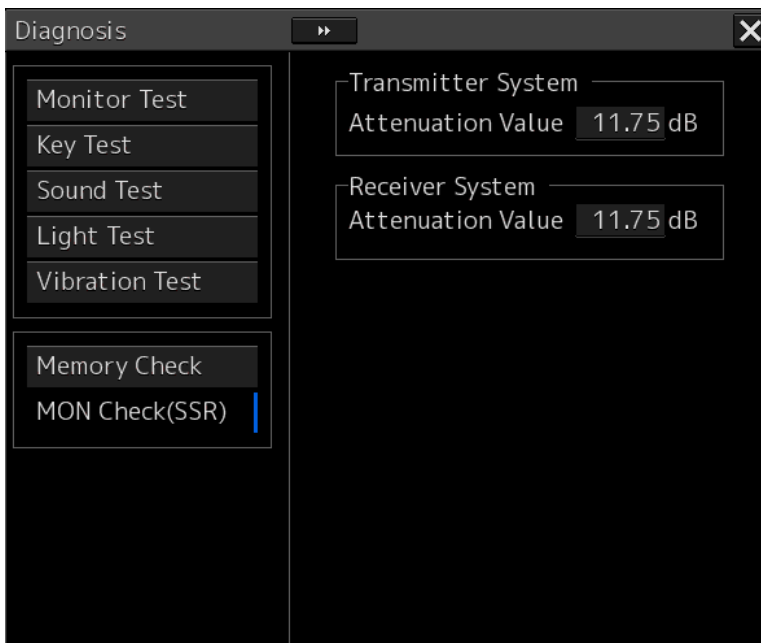 Diagnosis
Monitor Test
Key Test
Sound Test
Light Test
Vibration Test
Memory Check
MON Check(SSR)
Transmitter System
Attenuation Value 11.75 dB
Receiver System
Attenuation Value 11.75 dB